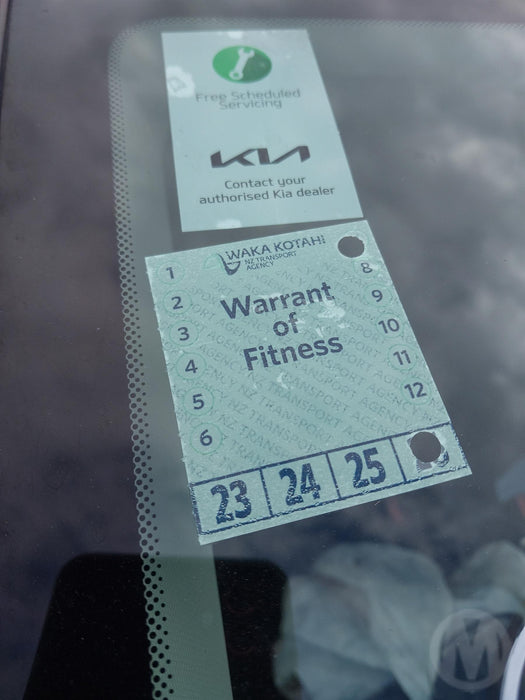 Free Scheduled
Servicing
KIA
Contact your
authorised Kia dealer
WAKA KOTAHI
NZ TRANSPORT
AGENCY
Warrant
of
Fitness
1
2
3
4
5
6
8
9
10
11
12
23 24 25
M